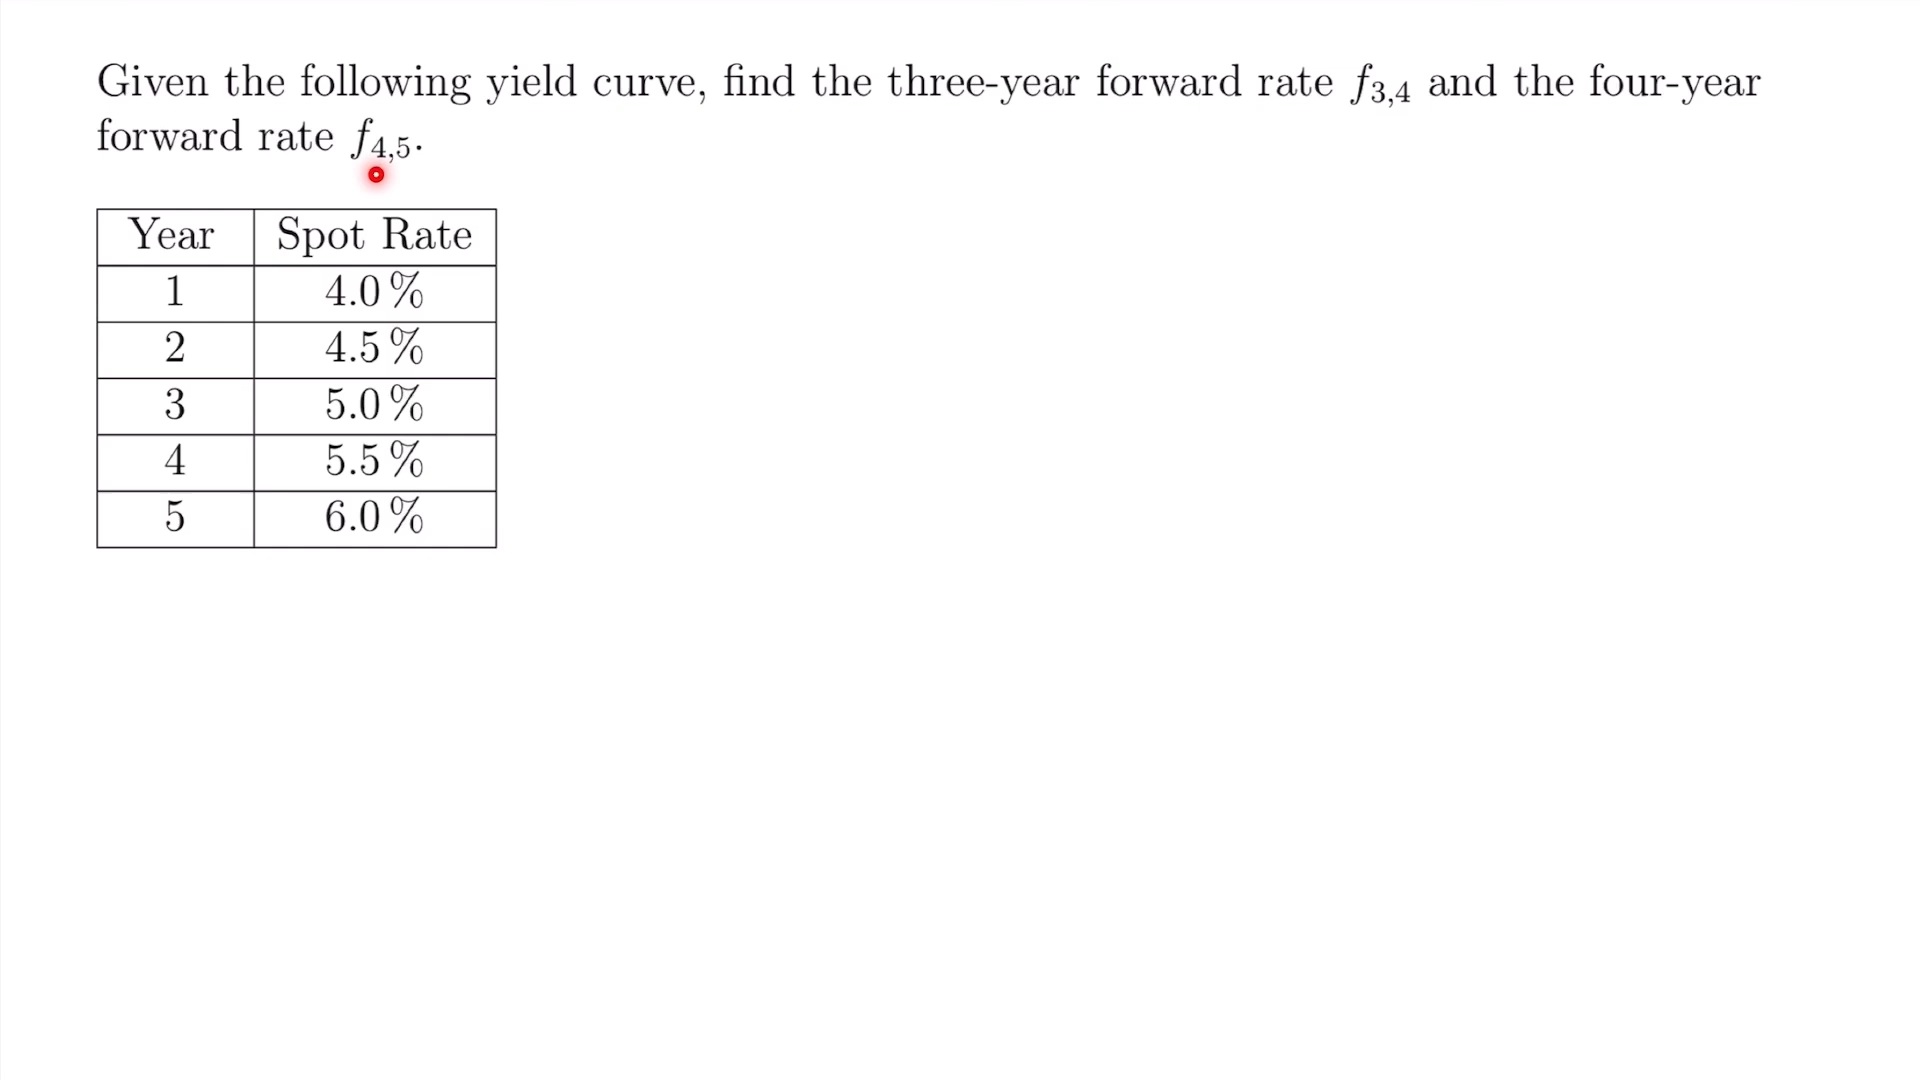 Given the following yield curve, find the three-year forward rate f₃,₄ and the four-year
forward rate f₄,₅.
Year Spot Rate
1 4.0 %
2 4.5 %
3 5.0 %
4 5.5 %
5 6.0 %